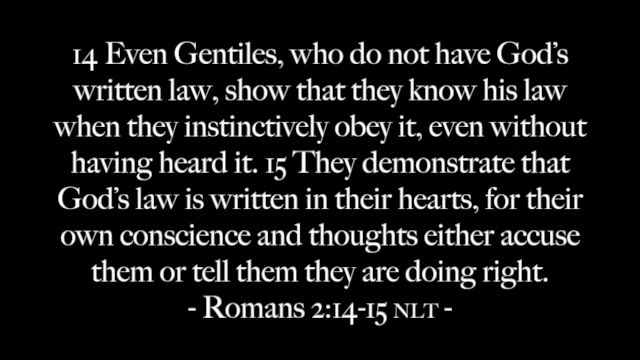 14 Even Gentiles, who do not have God's
written law, show that they know his law
when they instinctively obey it, even without
having heard it. 15 They demonstrate that
God's law is written in their hearts, for their
own conscience and thoughts either accuse
them or tell them they are doing right.
- Romans 2:14-15 NLT -